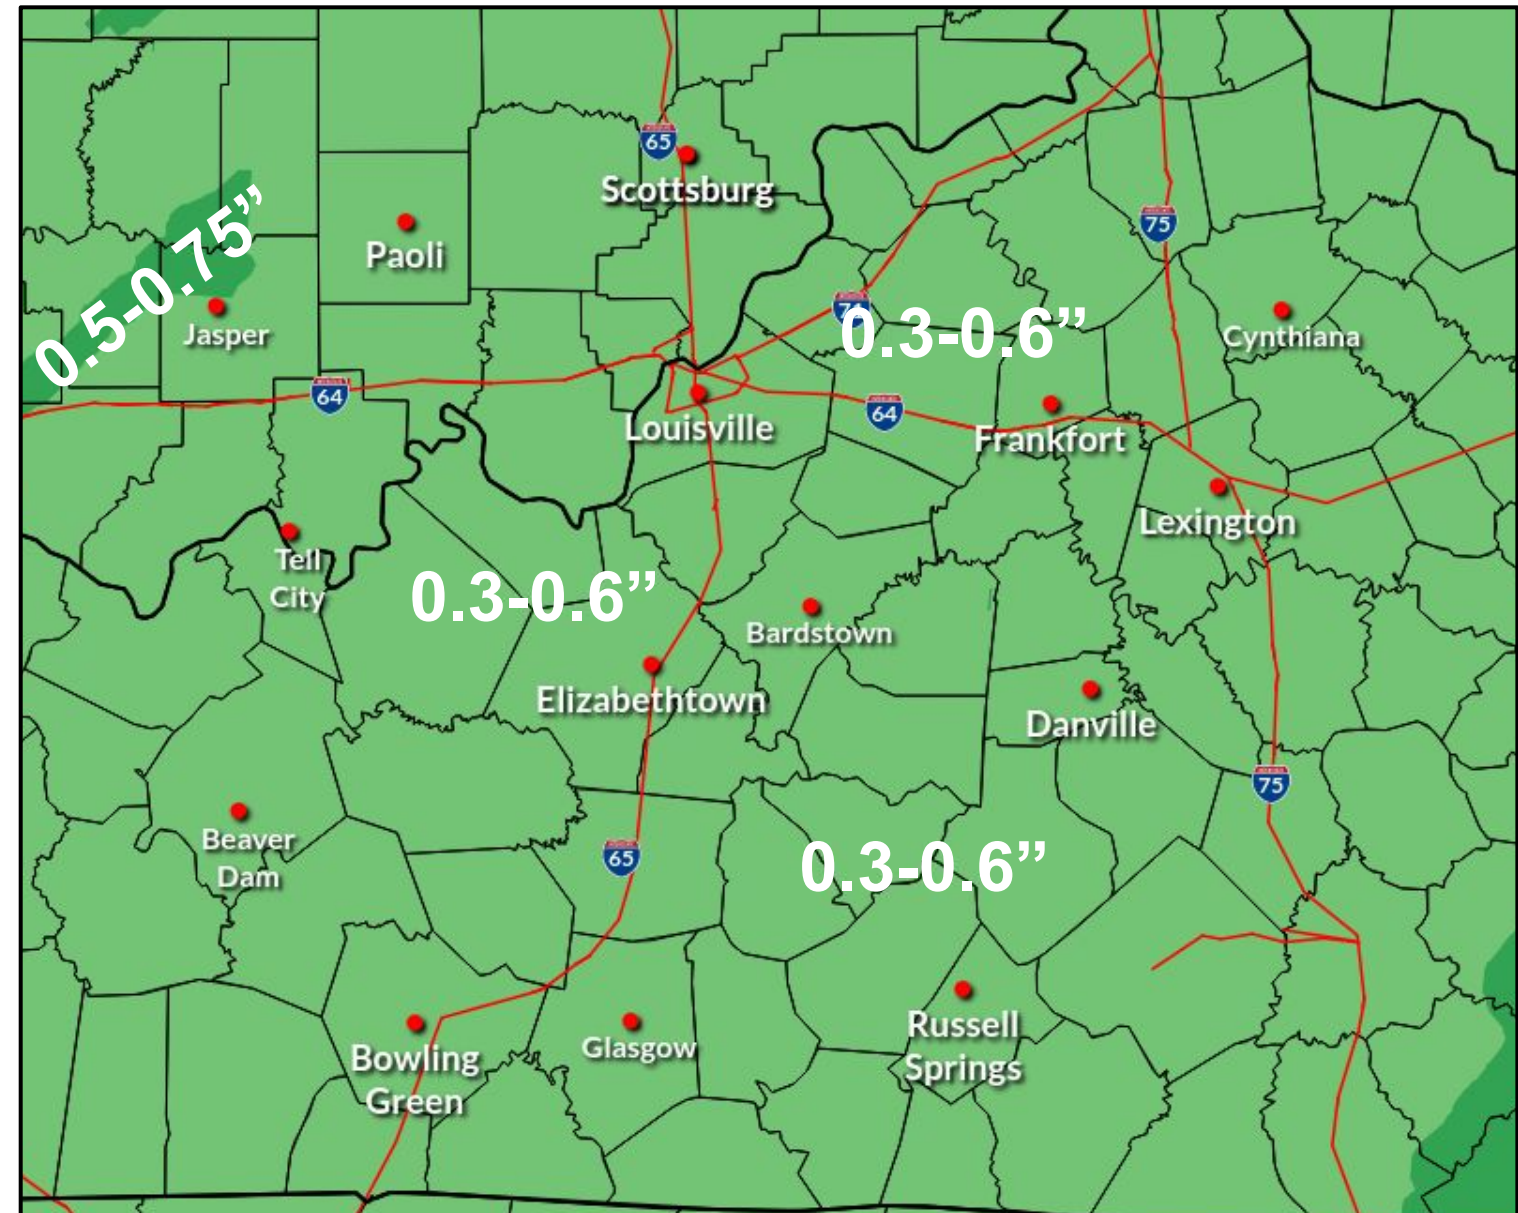 65
Scottsburg
0.5-0.75”
Paoli
75
Jasper
71
0.3-0.6”
Cynthiana
64
Louisville
64
Frankfort
Lexington
Tell
City
0.3-0.6”
Bardstown
Elizabethtown
Danville
75
Beaver
Dam
65
0.3-0.6”
Bowling
Green
Glasgow
Russell
Springs